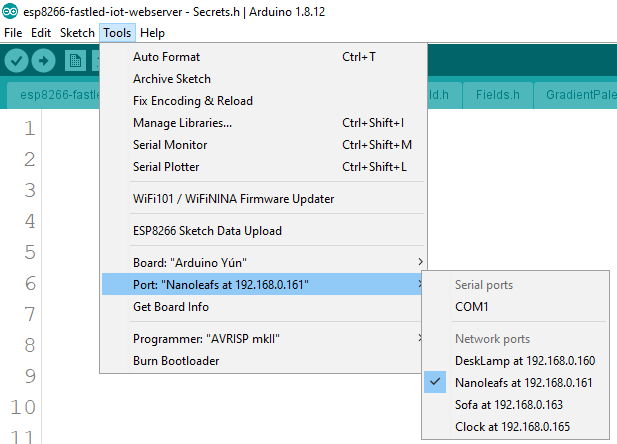 esp8266-fastled-iot-webserver - Secrets.h | Arduino 1.8.12
File Edit Sketch Tools Help
Auto Format Ctrl+T
Archive Sketch
Fix Encoding & Reload
Manage Libraries... Ctrl+Shift+I
Serial Monitor Ctrl+Shift+M
Serial Plotter Ctrl+Shift+L
WiFi101 / WiFiNINA Firmware Updater
ESP8266 Sketch Data Upload
Board: "Arduino Yún"
Port: "Nanoleafs at 192.168.0.161"
Get Board Info
Programmer: "AVRISP mkII"
Burn Bootloader
Serial ports
COM1
Network ports
DeskLamp at 192.168.0.160
Nanoleafs at 192.168.0.161
Sofa at 192.168.0.163
Clock at 192.168.0.165
esp8266-fastle
ld.h
Fields.h
GradientPale
1
2
3
4
5
6
7
8
9
10
11